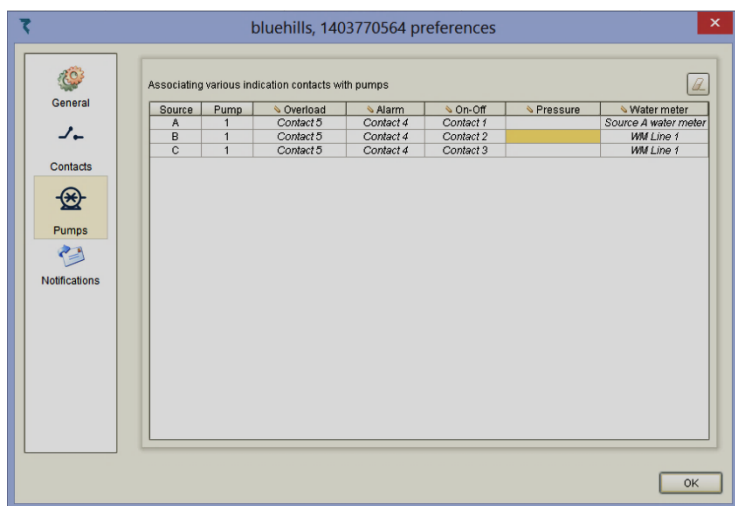 bluehills, 1403770564 preferences
General
Contacts
Pumps
Notifications
Associating various indication contacts with pumps
Source Pump Overload Alarm On-Off Pressure Water meter
A 1 Contact 5 Contact 4 Contact 1 Source A water meter
B 1 Contact 5 Contact 4 Contact 2 WM Line 1
C 1 Contact 5 Contact 4 Contact 3 WM Line 1
OK